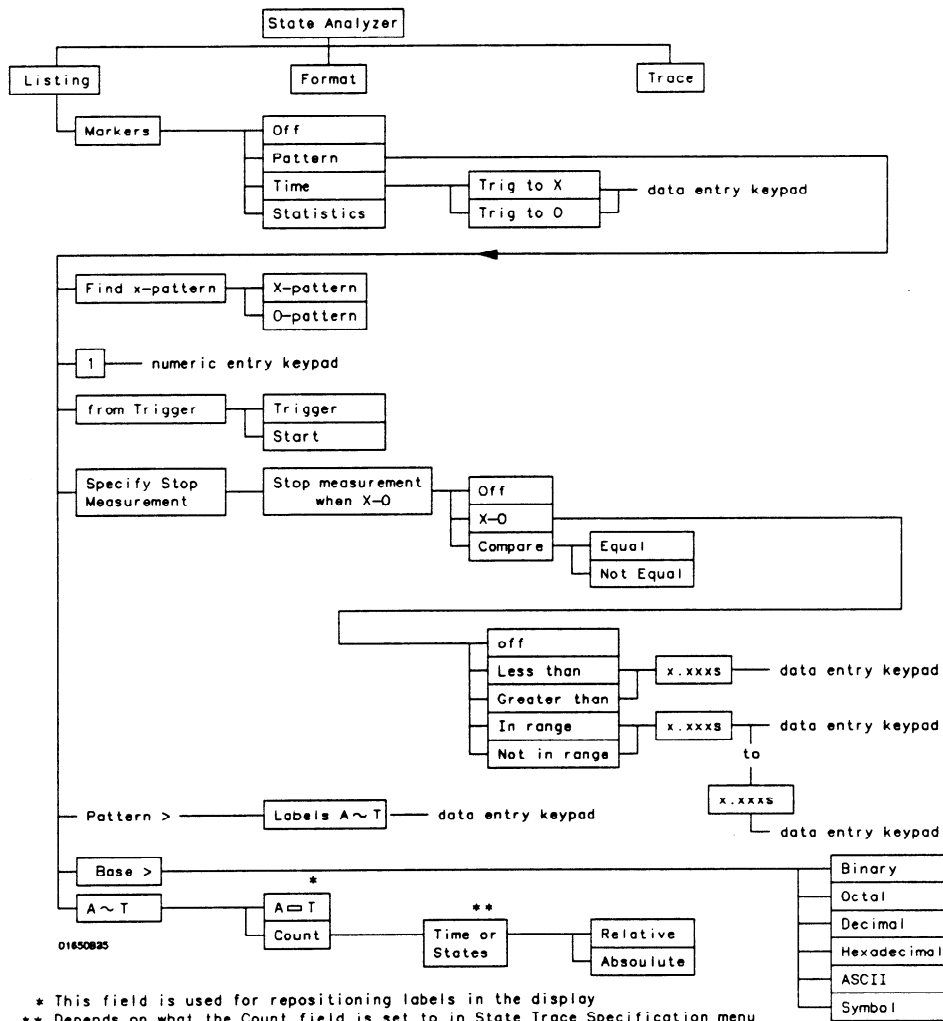 State Analyzer
Listing
Format
Trace
Markers
Off
Pattern
Time
Statistics
Trig to X
Trig to O
data entry keypad
Find x-pattern
X-pattern
O-pattern
1
numeric entry keypad
from Trigger
Trigger
Start
Specify Stop
Measurement
Stop measurement
when X-O
Off
X-O
Compare
Equal
Not Equal
off
Less than
Greater than
In range
Not in range
x.xxxs
data entry keypad
x.xxxs
data entry keypad
to
x.xxxs
data entry keypad
Pattern >
Labels A~T
data entry keypad
Base >
Binary
Octal
Decimal
Hexadecimal
ASCII
Symbol
A~T
*
A▭T
Count
**
Time or
States
Relative
Absoulute
01650B35
* This field is used for repositioning labels in the display
** Depends on what the Count field is set to in State Trace Specification menu